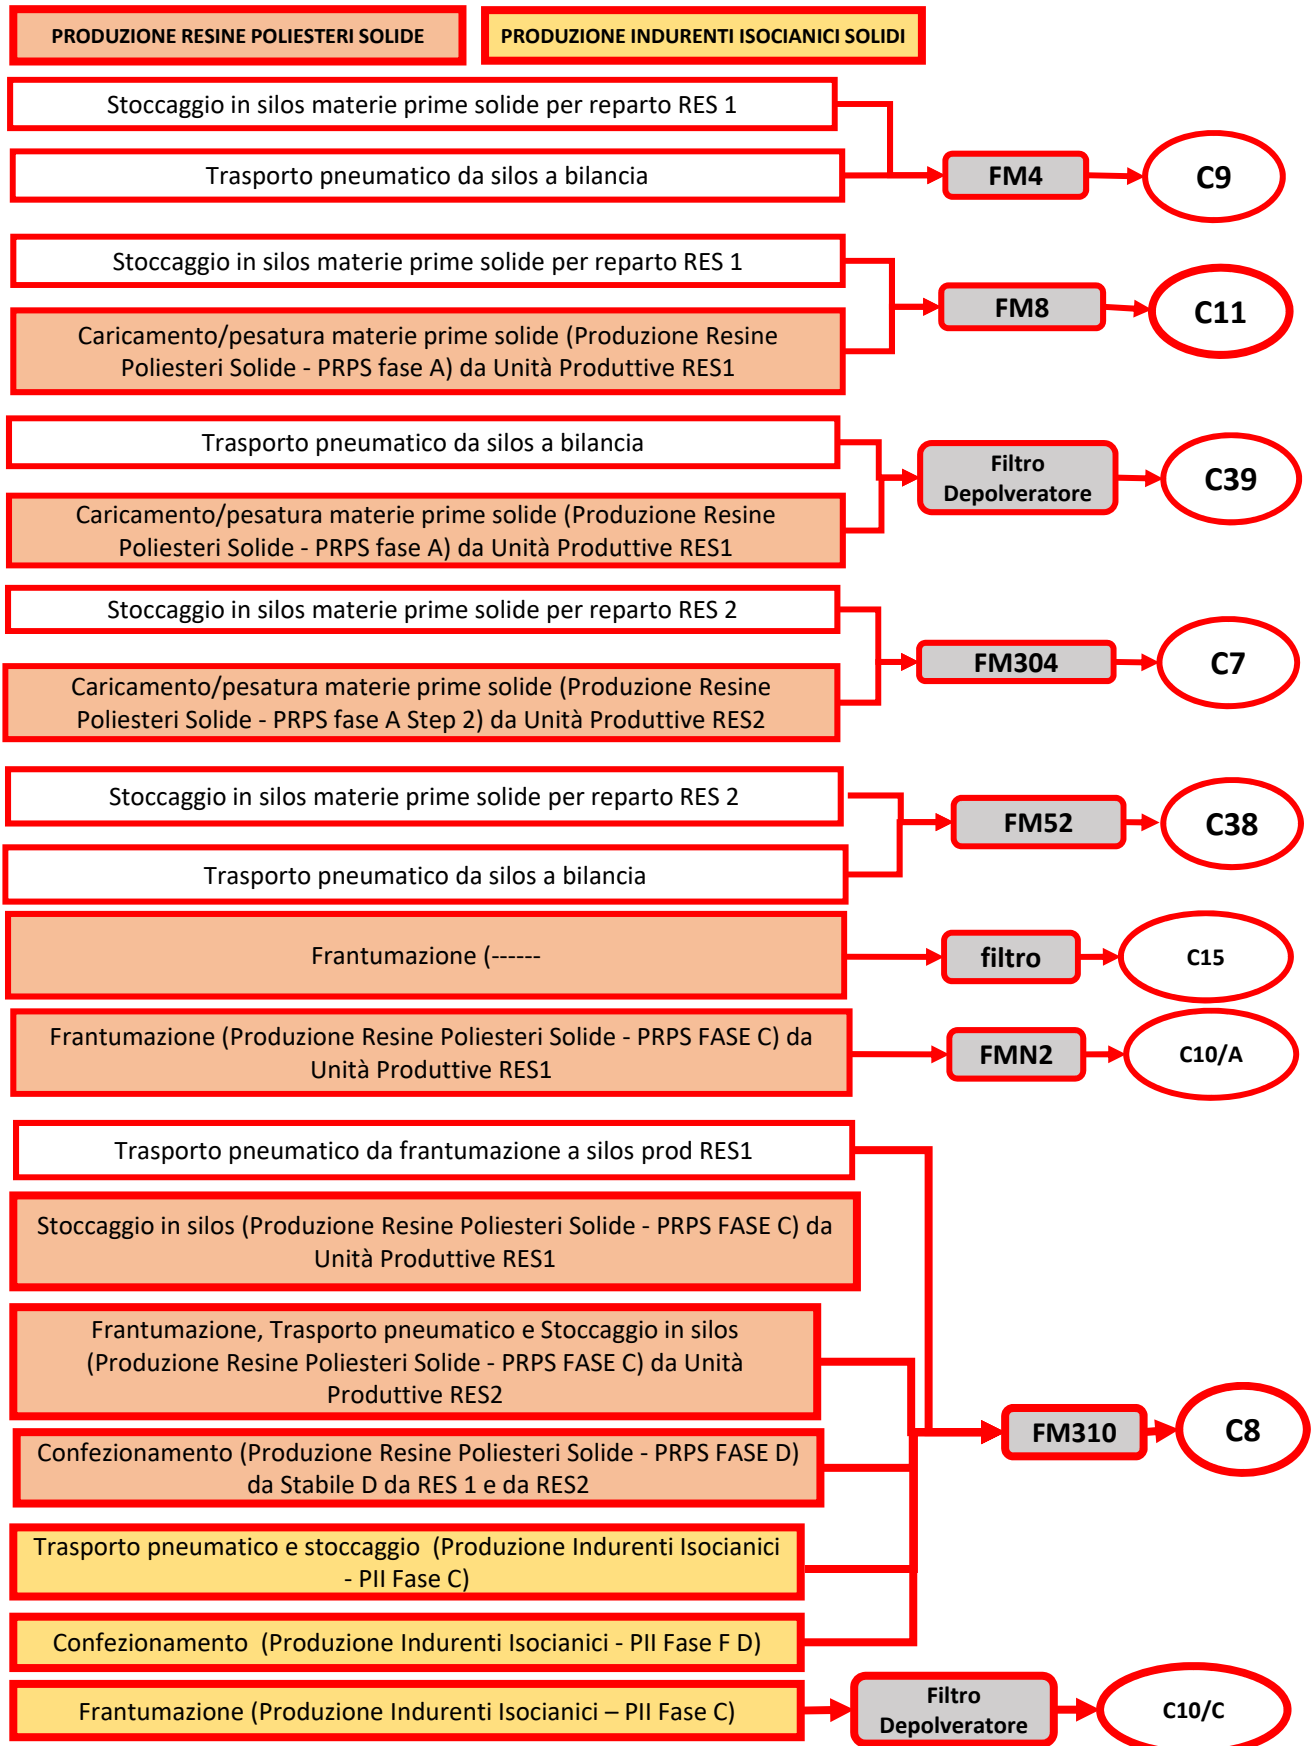 PRODUZIONE RESINE POLIESTERI SOLIDE
PRODUZIONE INDURENTI ISOCIANICI SOLIDI
Stoccaggio in silos materie prime solide per reparto RES 1
Trasporto pneumatico da silos a bilancia
FM4
C9
Stoccaggio in silos materie prime solide per reparto RES 1
Caricamento/pesatura materie prime solide (Produzione Resine
Poliesteri Solide - PRPS fase A) da Unità Produttive RES1
FM8
C11
Trasporto pneumatico da silos a bilancia
Caricamento/pesatura materie prime solide (Produzione Resine
Poliesteri Solide - PRPS fase A) da Unità Produttive RES1
Filtro
Depolveratore
C39
Stoccaggio in silos materie prime solide per reparto RES 2
Caricamento/pesatura materie prime solide (Produzione Resine
Poliesteri Solide - PRPS fase A Step 2) da Unità Produttive RES2
FM304
C7
Stoccaggio in silos materie prime solide per reparto RES 2
Trasporto pneumatico da silos a bilancia
FM52
C38
Frantumazione (------
filtro
C15
Frantumazione (Produzione Resine Poliesteri Solide - PRPS FASE C) da
Unità Produttive RES1
FMN2
C10/A
Trasporto pneumatico da frantumazione a silos prod RES1
Stoccaggio in silos (Produzione Resine Poliesteri Solide - PRPS FASE C) da
Unità Produttive RES1
Frantumazione, Trasporto pneumatico e Stoccaggio in silos
(Produzione Resine Poliesteri Solide - PRPS FASE C) da Unità
Produttive RES2
Confezionamento (Produzione Resine Poliesteri Solide - PRPS FASE D)
da Stabile D da RES 1 e da RES2
Trasporto pneumatico e stoccaggio (Produzione Indurenti Isocianici
- PII Fase C)
Confezionamento (Produzione Indurenti Isocianici - PII Fase F D)
FM310
C8
Frantumazione (Produzione Indurenti Isocianici – PII Fase C)
Filtro
Depolveratore
C10/C